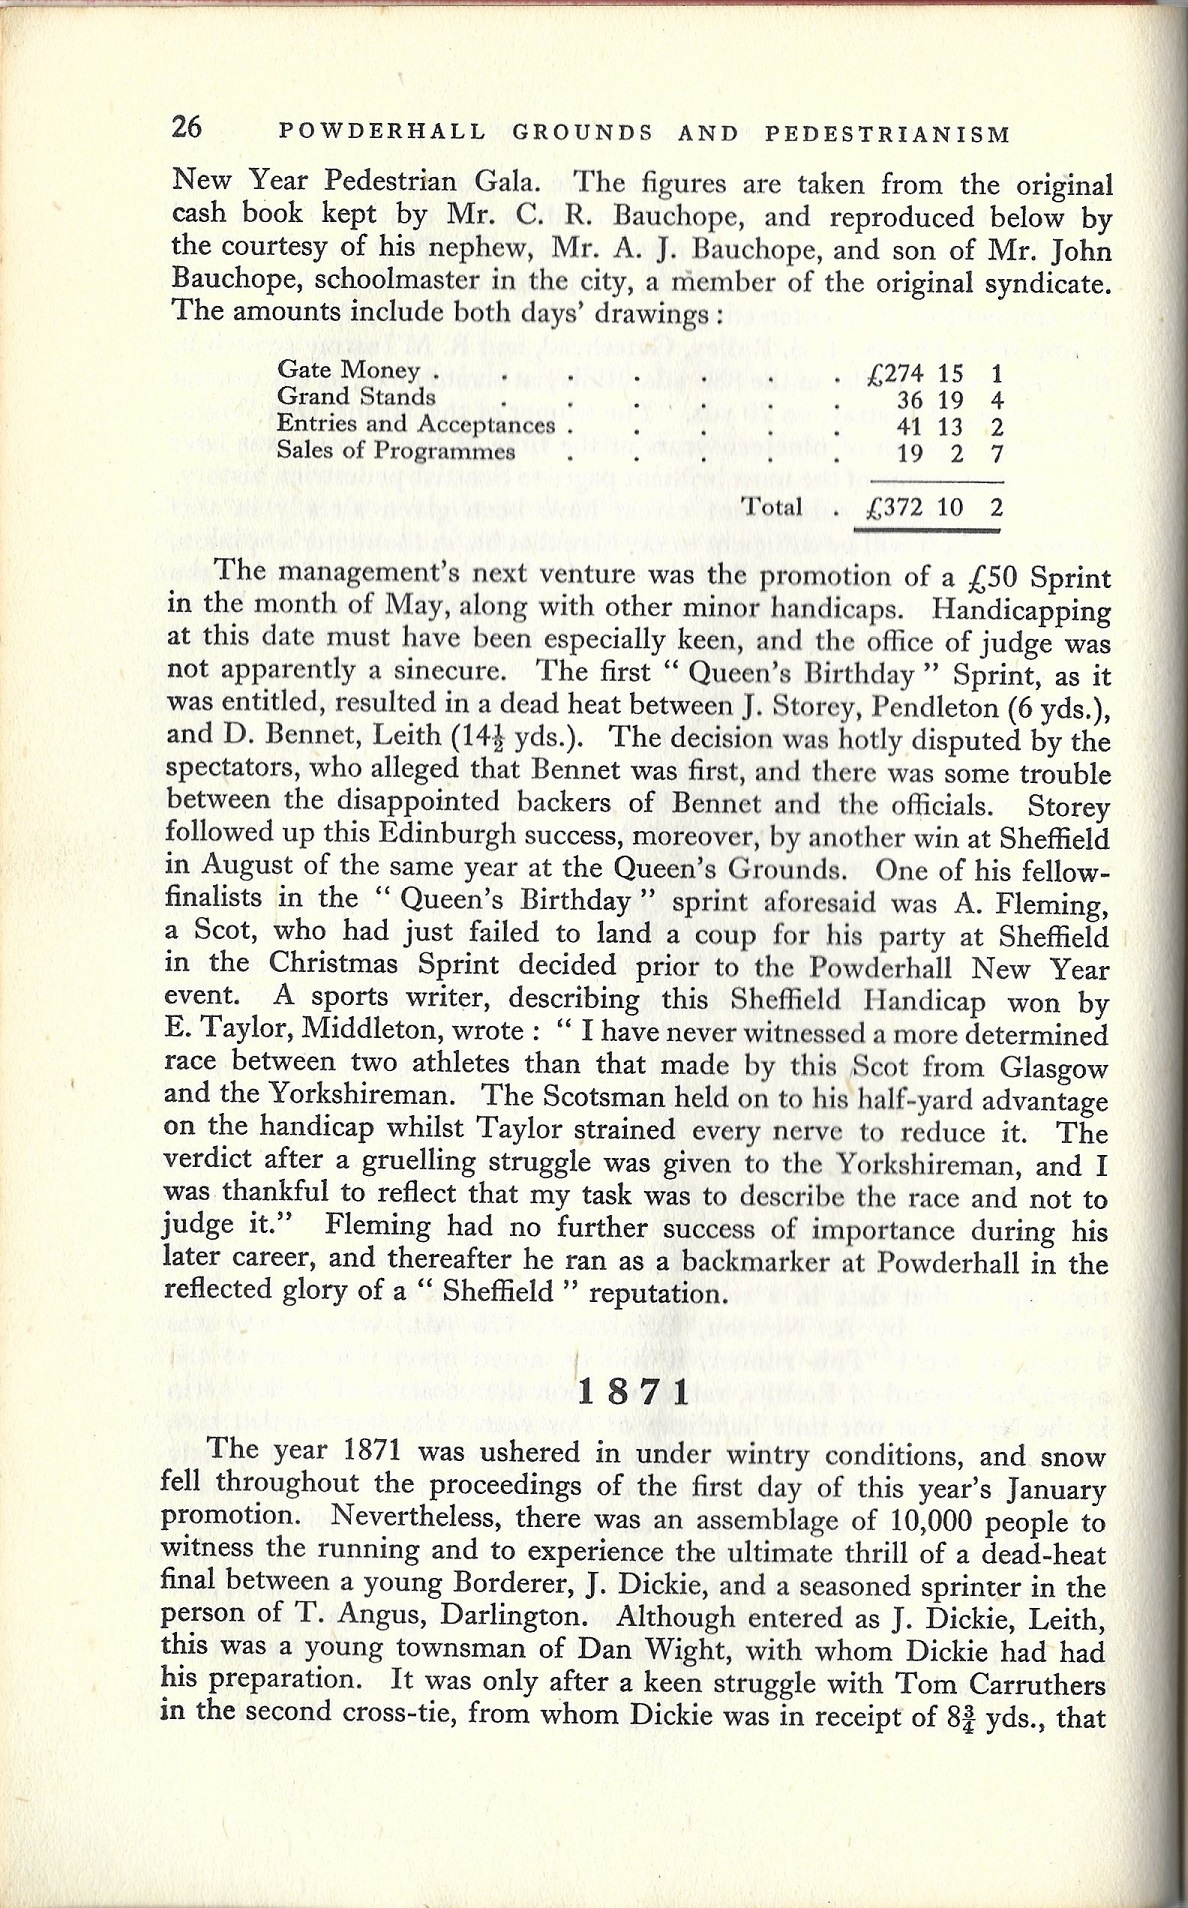 26 POWDERHALL GROUNDS AND PEDESTRIANISM
New Year Pedestrian Gala. The figures are taken from the original
cash book kept by Mr. C. R. Bauchope, and reproduced below by
the courtesy of his nephew, Mr. A. J. Bauchope, and son of Mr. John
Bauchope, schoolmaster in the city, a member of the original syndicate.
The amounts include both days’ drawings :
Gate Money . . . . . . . £274 15 1
Grand Stands . . . . . . 36 19 4
Entries and Acceptances . . . . . 41 13 2
Sales of Programmes . . . . . 19 2 7
Total . £372 10 2
The management’s next venture was the promotion of a £50 Sprint
in the month of May, along with other minor handicaps. Handicapping
at this date must have been especially keen, and the office of judge was
not apparently a sinecure. The first “ Queen’s Birthday ” Sprint, as it
was entitled, resulted in a dead heat between J. Storey, Pendleton (6 yds.),
and D. Bennet, Leith (14½ yds.). The decision was hotly disputed by the
spectators, who alleged that Bennet was first, and there was some trouble
between the disappointed backers of Bennet and the officials. Storey
followed up this Edinburgh success, moreover, by another win at Sheffield
in August of the same year at the Queen’s Grounds. One of his fellow-
finalists in the “ Queen’s Birthday ” sprint aforesaid was A. Fleming,
a Scot, who had just failed to land a coup for his party at Sheffield
in the Christmas Sprint decided prior to the Powderhall New Year
event. A sports writer, describing this Sheffield Handicap won by
E. Taylor, Middleton, wrote : “ I have never witnessed a more determined
race between two athletes than that made by this Scot from Glasgow
and the Yorkshireman. The Scotsman held on to his half-yard advantage
on the handicap whilst Taylor strained every nerve to reduce it. The
verdict after a gruelling struggle was given to the Yorkshireman, and I
was thankful to reflect that my task was to describe the race and not to
judge it.” Fleming had no further success of importance during his
later career, and thereafter he ran as a backmarker at Powderhall in the
reflected glory of a “ Sheffield ” reputation.
1871
The year 1871 was ushered in under wintry conditions, and snow
fell throughout the proceedings of the first day of this year’s January
promotion. Nevertheless, there was an assemblage of 10,000 people to
witness the running and to experience the ultimate thrill of a dead-heat
final between a young Borderer, J. Dickie, and a seasoned sprinter in the
person of T. Angus, Darlington. Although entered as J. Dickie, Leith,
this was a young townsman of Dan Wight, with whom Dickie had had
his preparation. It was only after a keen struggle with Tom Carruthers
in the second cross-tie, from whom Dickie was in receipt of 8¾ yds., that